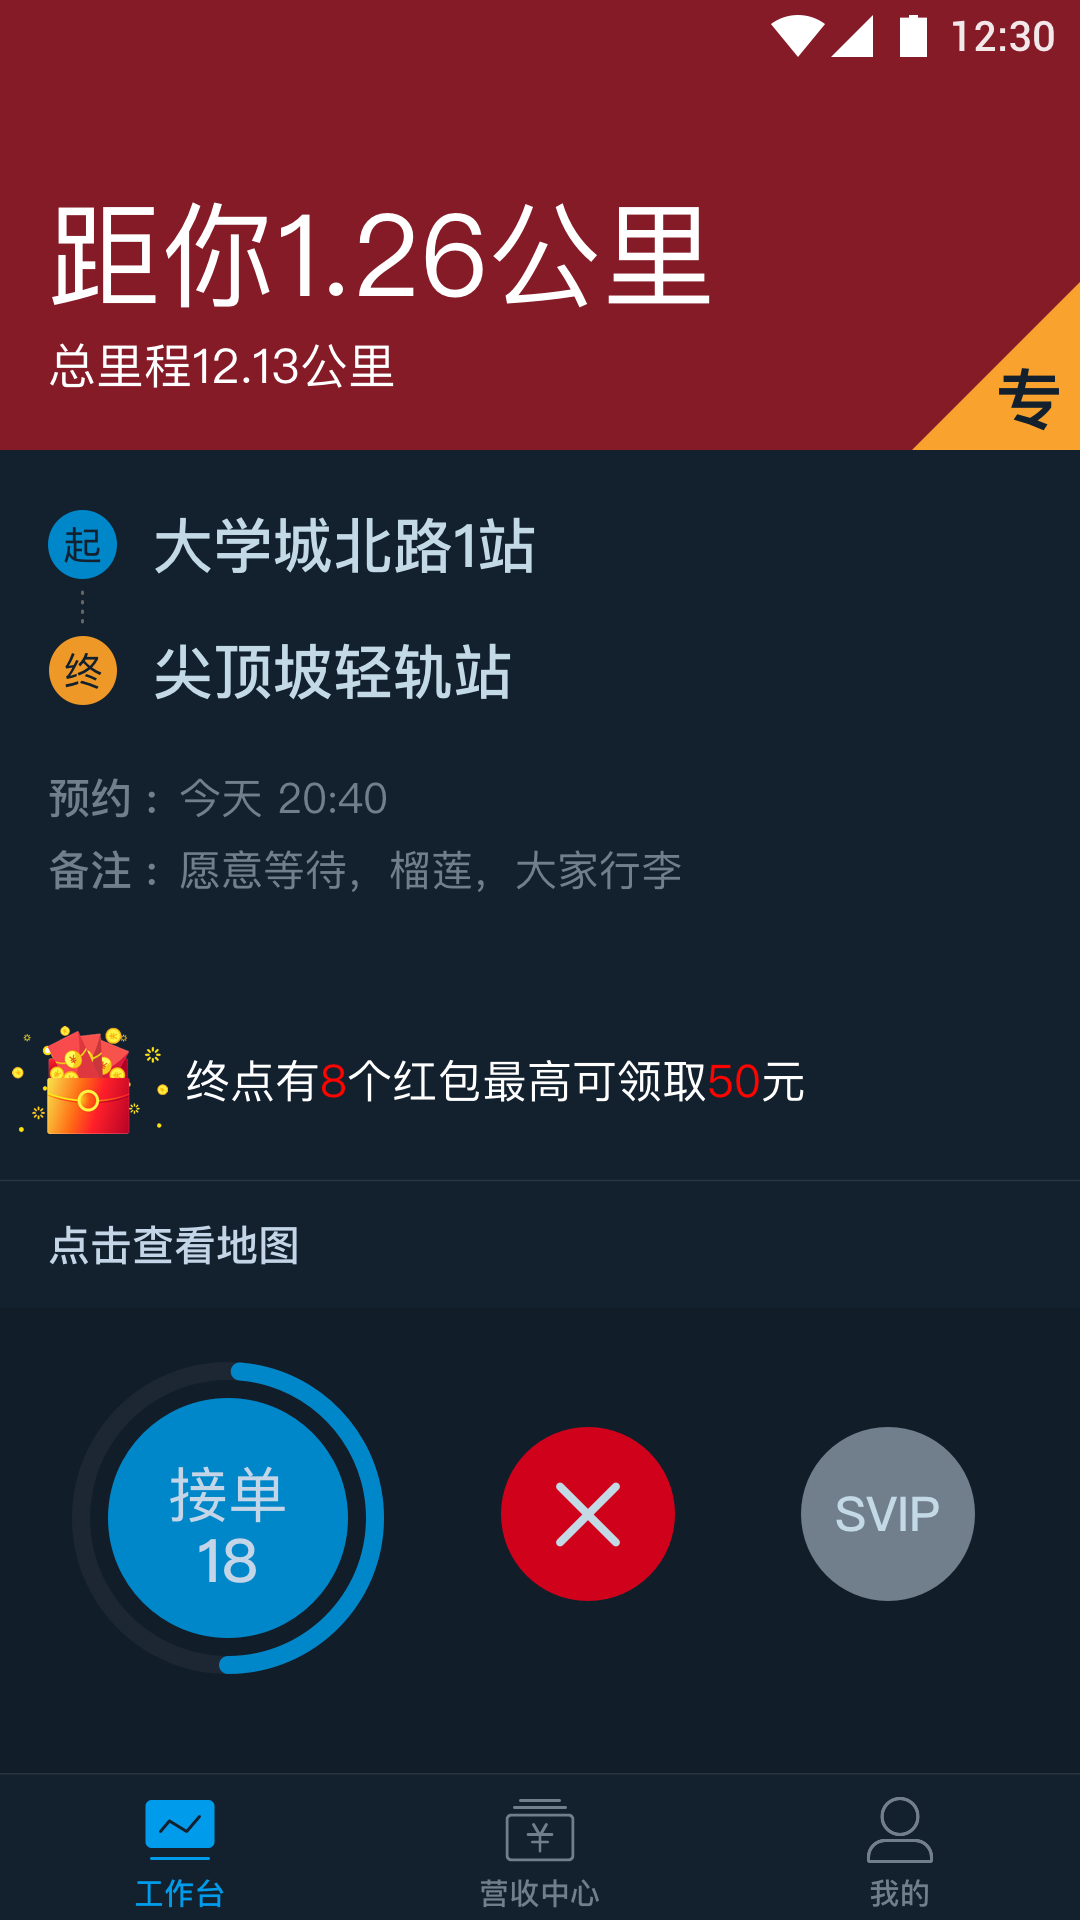 12:30
距你1.26公里
总里程12.13公里
专
起 大学城北路1站
终 尖顶坡轻轨站
预约：今天 20:40
备注：愿意等待，榴莲，大家行李
终点有8个红包最高可领取50元
点击查看地图
接单
18
SVIP
工作台
营收中心
我的